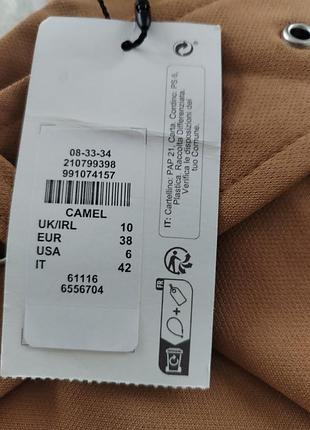 08-33-34
210799398
991074157
CAMEL
UK/IRL 10
EUR 38
USA 6
IT 42
61116
6556704
IT: Cartellino: PAP 21, Carta. Cordino: PS 6,
Plastica. Raccolta Differenziata.
Verifica le disposizioni del
tuo Comune.
FR
+